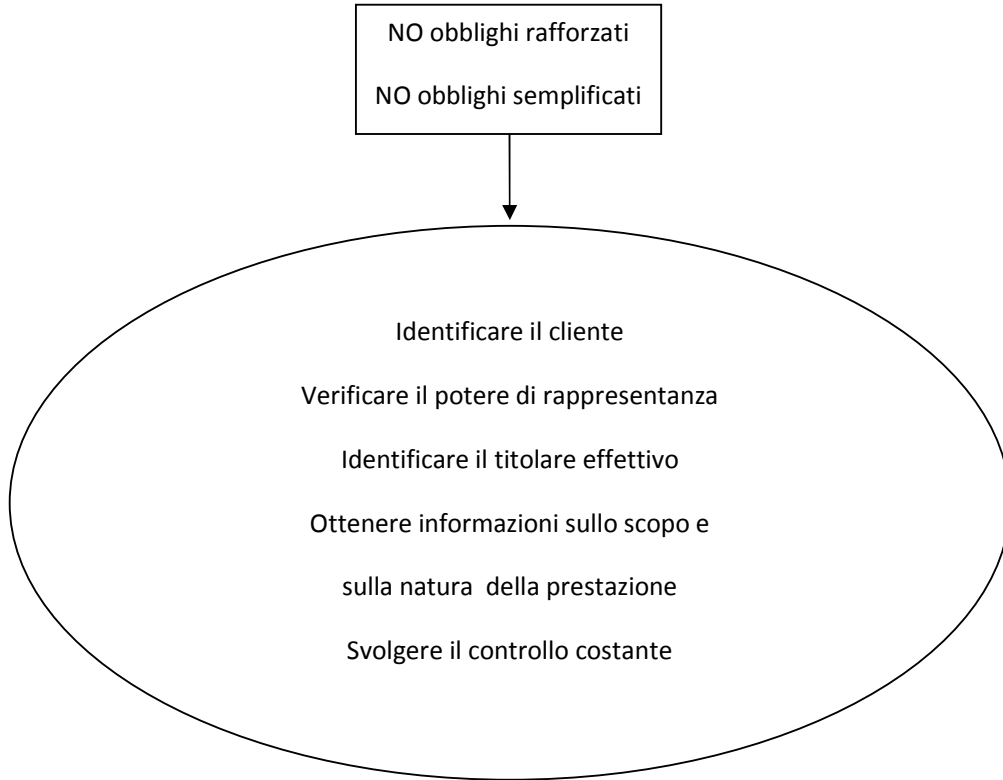 NO obblighi rafforzati
NO obblighi semplificati
Identificare il cliente
Verificare il potere di rappresentanza
Identificare il titolare effettivo
Ottenere informazioni sullo scopo e
sulla natura  della prestazione
Svolgere il controllo costante